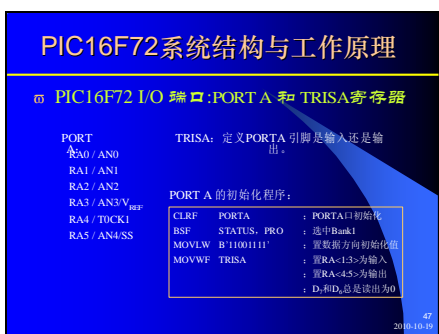 PIC16F72系统结构与工作原理
ϖ PIC16F72 I/O 端口:PORT A 和 TRISA寄存器
PORT A:
RA0 / AN0
RA1 / AN1
RA2 / AN2
RA3 / AN3/VREF
RA4 / T0CK1
RA5 / AN4/SS
TRISA：定义PORTA 引脚是输入还是输出。
PORT A 的初始化程序：
CLRF PORTA ；PORTA口初始化
BSF STATUS，PRO ；选中Bank1
MOVLW B'11001111' ；置数据方向初始化值
MOVWF TRISA ；置RA<1:3>为输入
；置RA<4:5>为输出
；D7和D6总是读出为0
47
2010-10-19